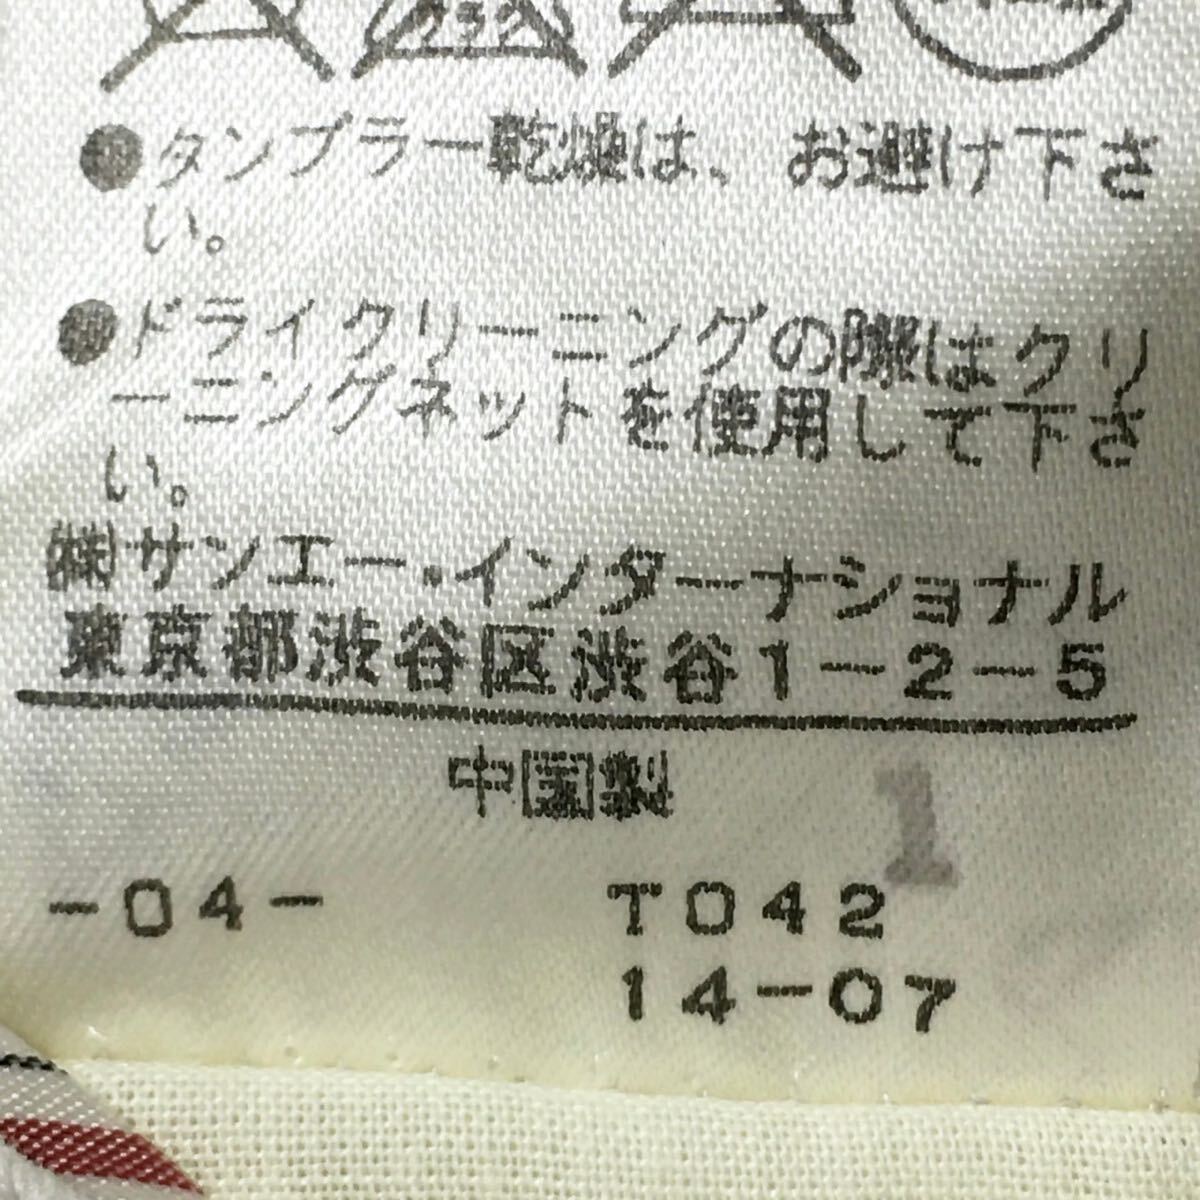 ●タンブラー乾燥は、お避け下さ
い。
●ドライクリーニングの際はクリ
ーニングネットを使用して下さ
い。
㈱サンエー・インターナショナル
東京都渋谷区渋谷1-2-5
中国製
1
-04- T042
14-07